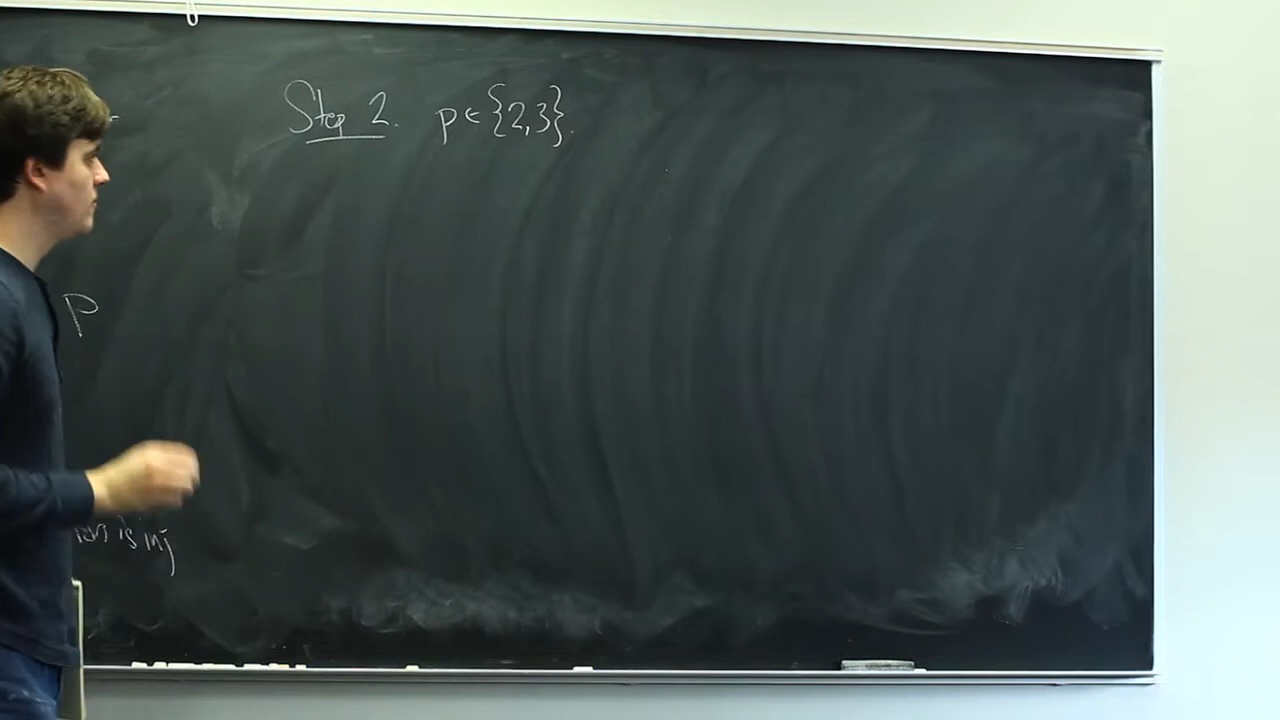 Step 2. p ∈ {2,3}.
P
is inj